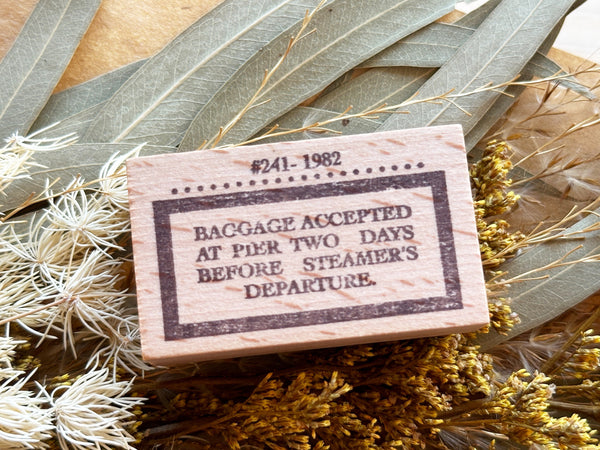 #241- 1982
BAGGAGE ACCEPTED
AT PIER TWO DAYS
BEFORE STEAMER'S
DEPARTURE.